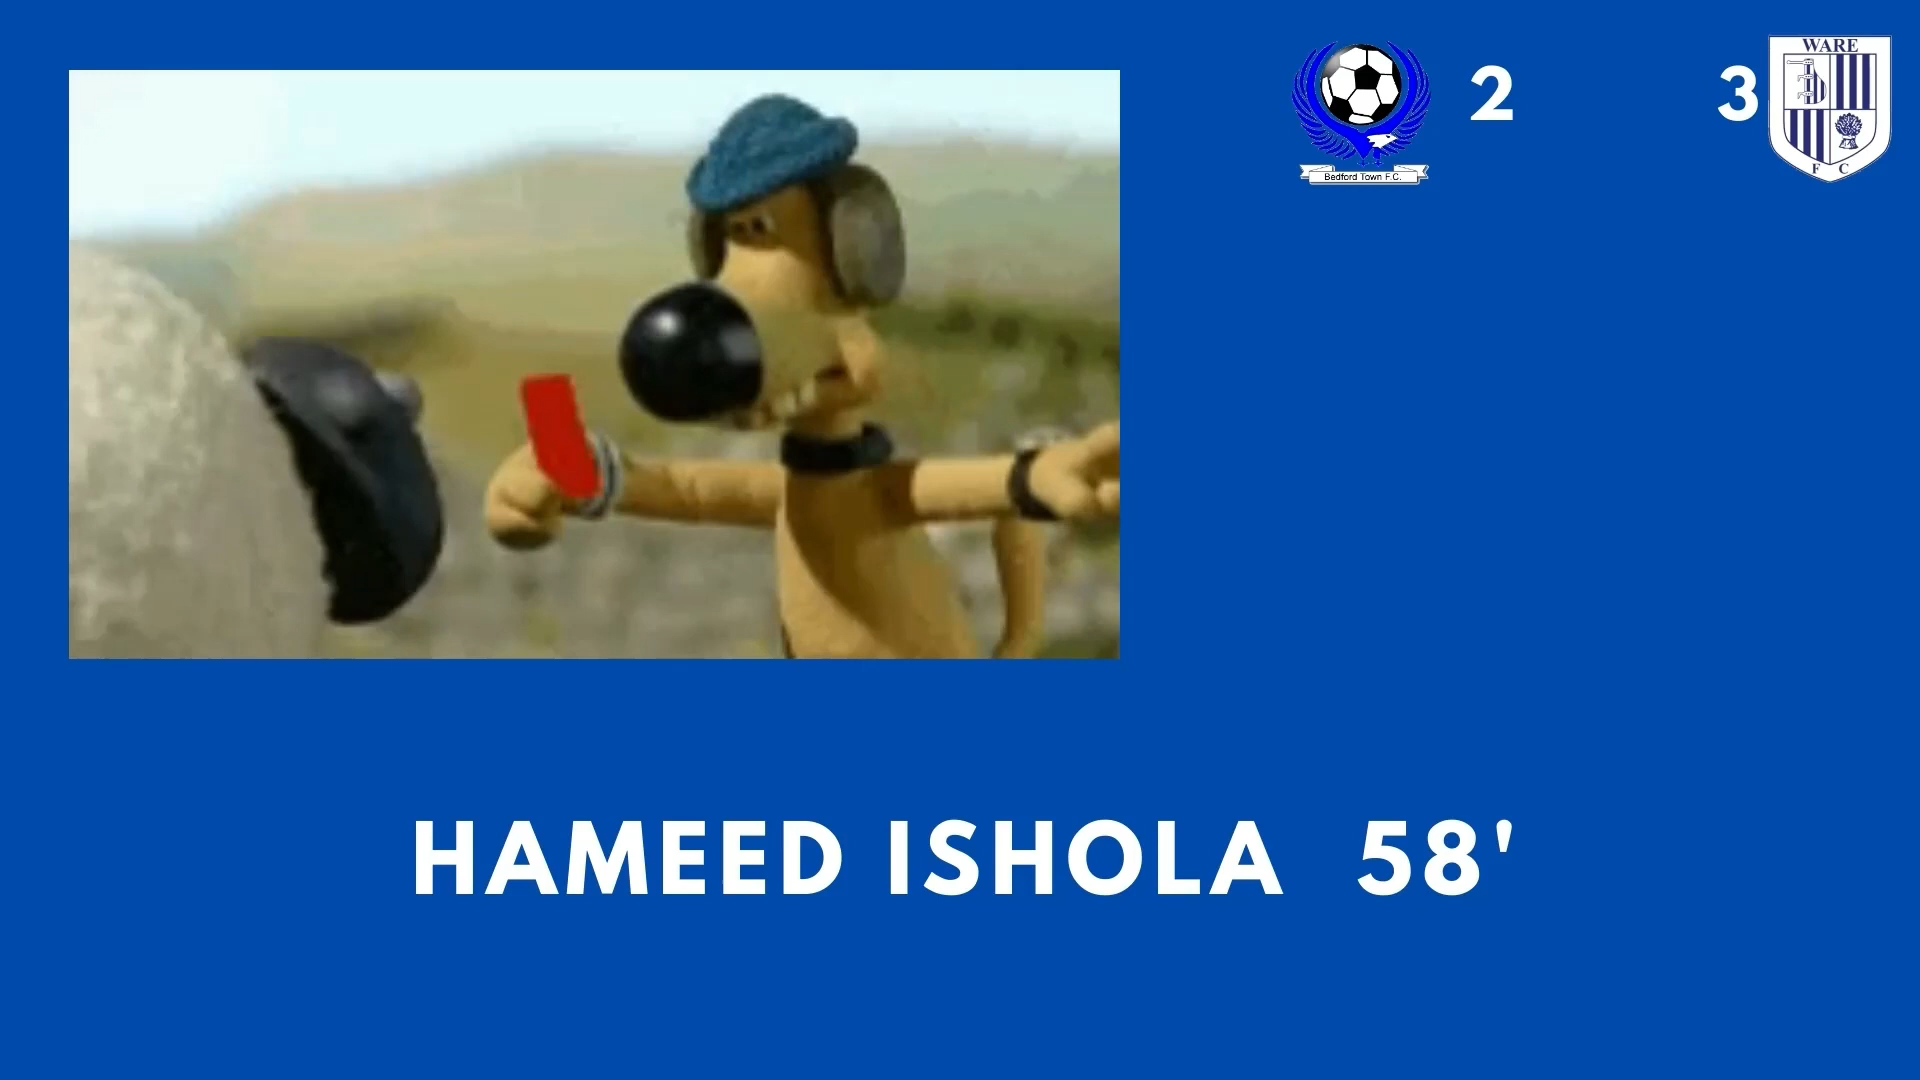 2
3
WARE
F C
Bedford Town F.C.
HAMEED ISHOLA 58'